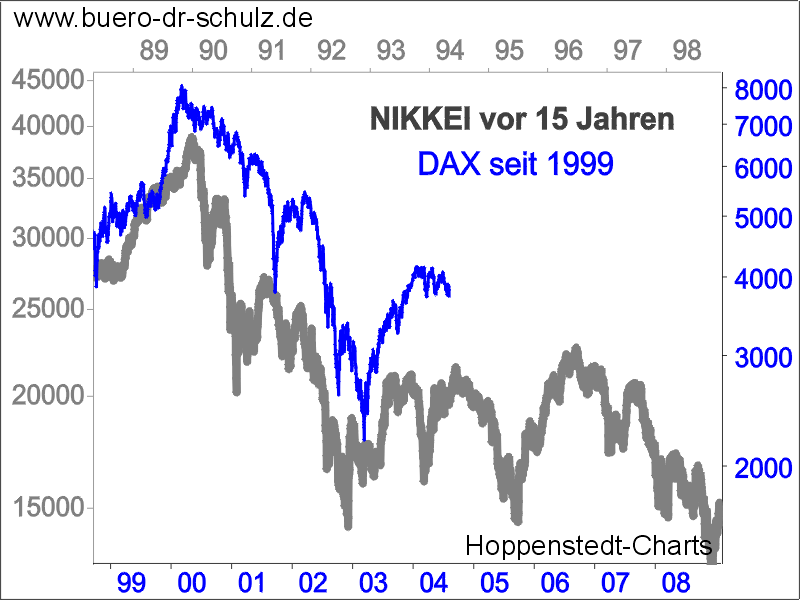 www.buero-dr-schulz.de
89 90 91 92 93 94 95 96 97 98
45000
8000
40000
7000
NIKKEI vor 15 Jahren
DAX seit 1999
35000
6000
30000
5000
25000
4000
20000
3000
15000
2000
Hoppenstedt-Charts
99 00 01 02 03 04 05 06 07 08